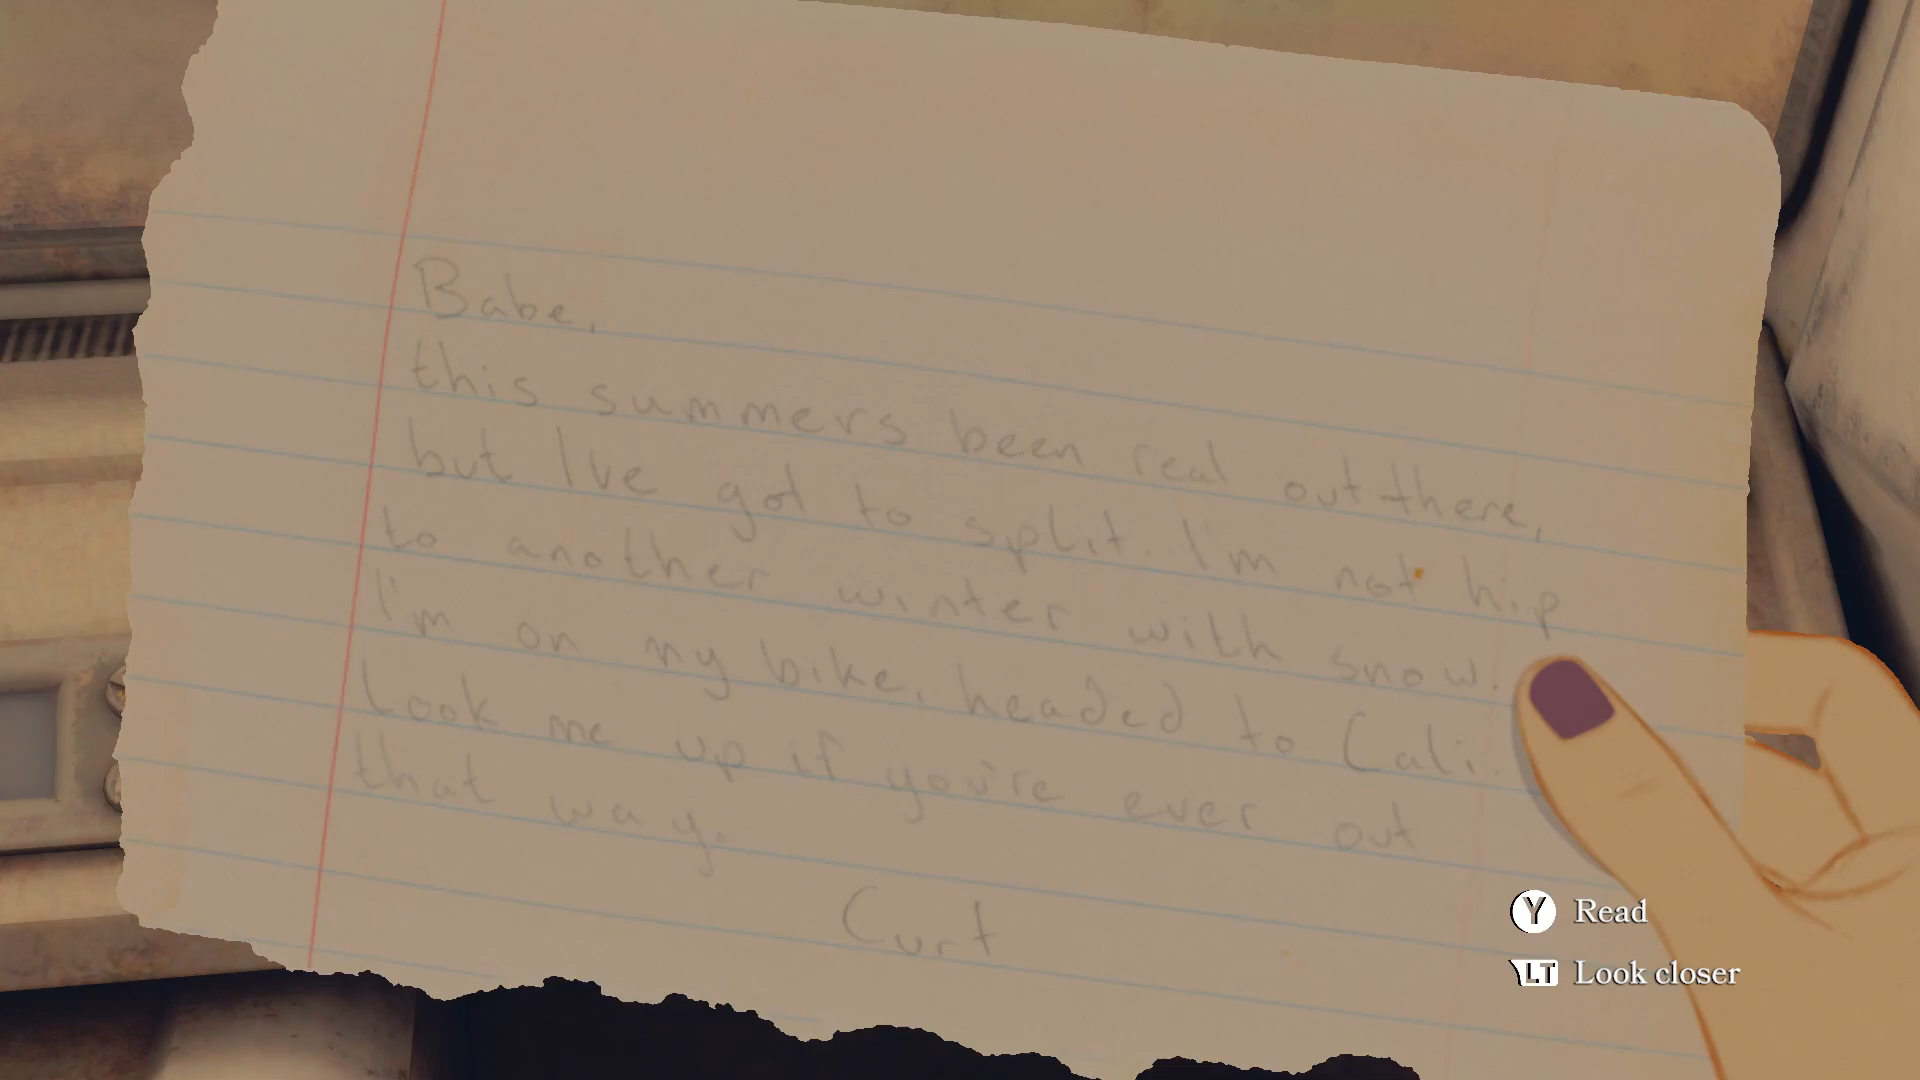 Babe,
this summers been real out there,
but I've got to split. I'm not hip
to another winter with snow.
I'm on my bike, headed to Cali.
Look me up if you're ever out
that way.
Curt
Y Read
LT Look closer